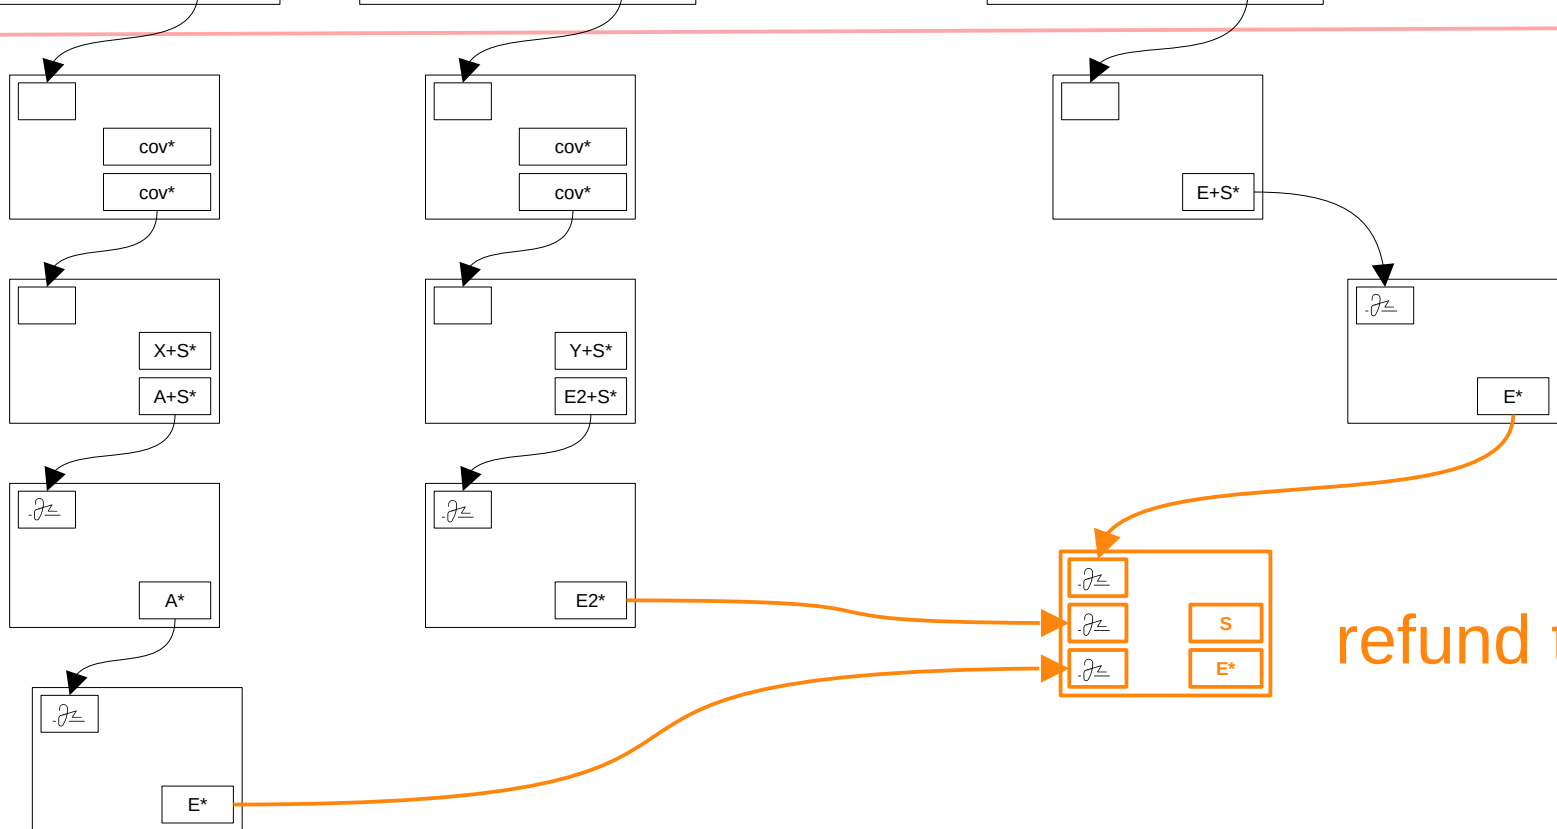 cov*
cov*
cov*
cov*
E+S*
X+S*
A+S*
Y+S*
E2+S*
E*
A*
E2*
S
E*
refund
E*